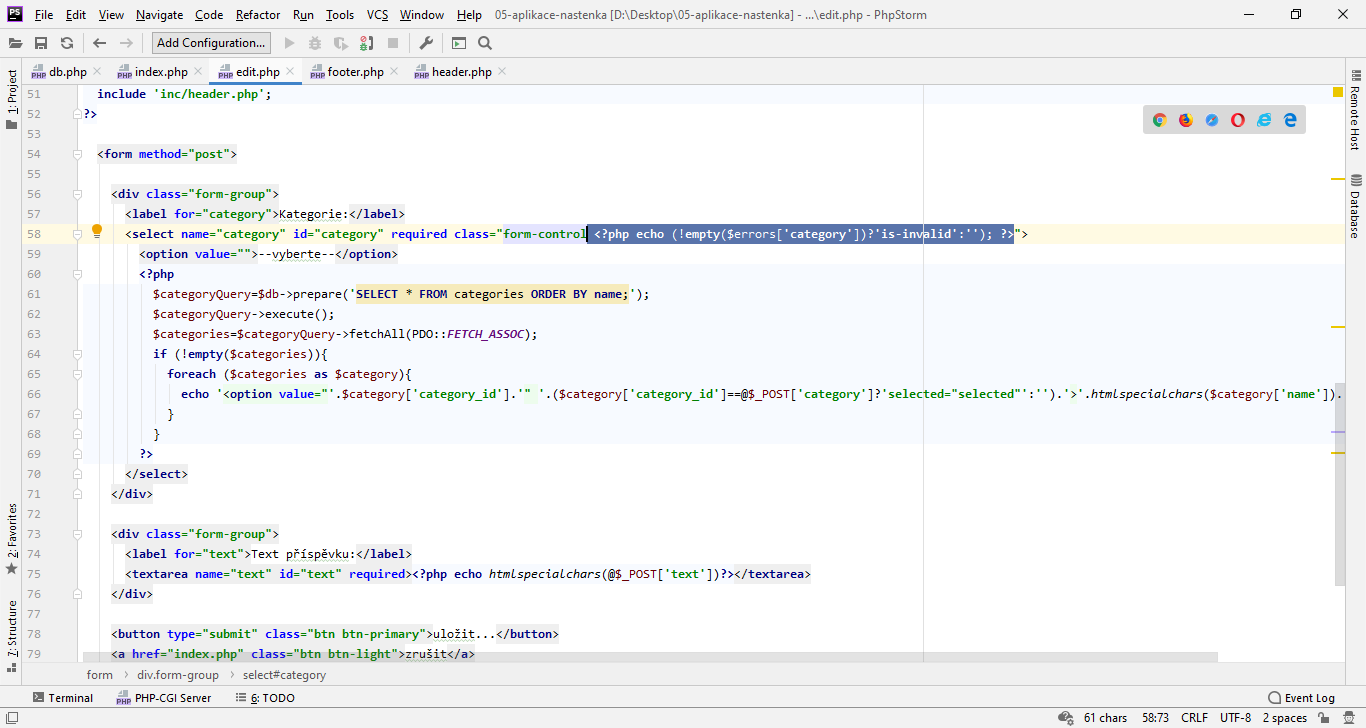 PS File Edit View Navigate Code Refactor Run Tools VCS Window Help 05-aplikace-nastenka [D:\Desktop\05-aplikace-nastenka] - ...\edit.php - PhpStorm
Add Configuration...
PHP db.php PHP index.php PHP edit.php PHP footer.php PHP header.php
1: Project
2: Favorites
7: Structure
Remote Host
Database
51 include 'inc/header.php';
52 ?>
53
54 <form method="post">
55
56 <div class="form-group">
57 <label for="category">Kategorie:</label>
58 <select name="category" id="category" required class="form-control <?php echo (!empty($errors['category'])?'is-invalid':''); ?>">
59 <option value="">--vyberte--</option>
60 <?php
61 $categoryQuery=$db->prepare('SELECT * FROM categories ORDER BY name;');
62 $categoryQuery->execute();
63 $categories=$categoryQuery->fetchAll(PDO::FETCH_ASSOC);
64 if (!empty($categories)){
65 foreach ($categories as $category){
66 echo '<option value="'.$category['category_id'].'" '.($category['category_id']==@$_POST['category']?'selected="selected"':'').'>'.htmlspecialchars($category['name']).
67 }
68 }
69 ?>
70 </select>
71 </div>
72
73 <div class="form-group">
74 <label for="text">Text příspěvku:</label>
75 <textarea name="text" id="text" required><?php echo htmlspecialchars(@$_POST['text'])?></textarea>
76 </div>
77
78 <button type="submit" class="btn btn-primary">uložit...</button>
79 <a href="index.php" class="btn btn-light">zrušit</a>
form › div.form-group › select#category
Terminal PHP PHP-CGI Server 6: TODO Event Log
61 chars 58:73 CRLF UTF-8 2 spaces